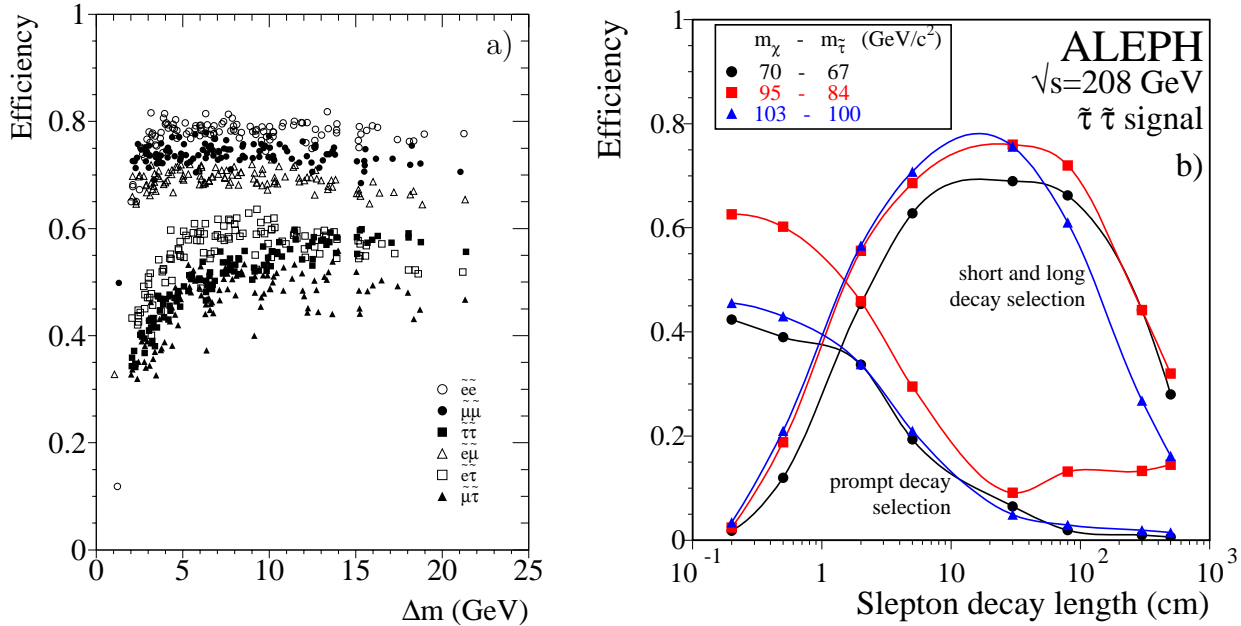 Efficiency
a)
1
0.8
0.6
0.4
0.2
0
0 5 10 15 20 25
Δm (GeV)
ẽẽ
μ̃μ̃
τ̃τ̃
ẽμ̃
ẽτ̃
μ̃τ̃
Efficiency
b)
1
0.8
0.6
0.4
0.2
0
mχ - mτ̃ (GeV/c²)
70 - 67
95 - 84
103 - 100
ALEPH
√s=208 GeV
τ̃ τ̃ signal
short and long
decay selection
prompt decay
selection
10⁻¹ 1 10 10² 10³
Slepton decay length (cm)